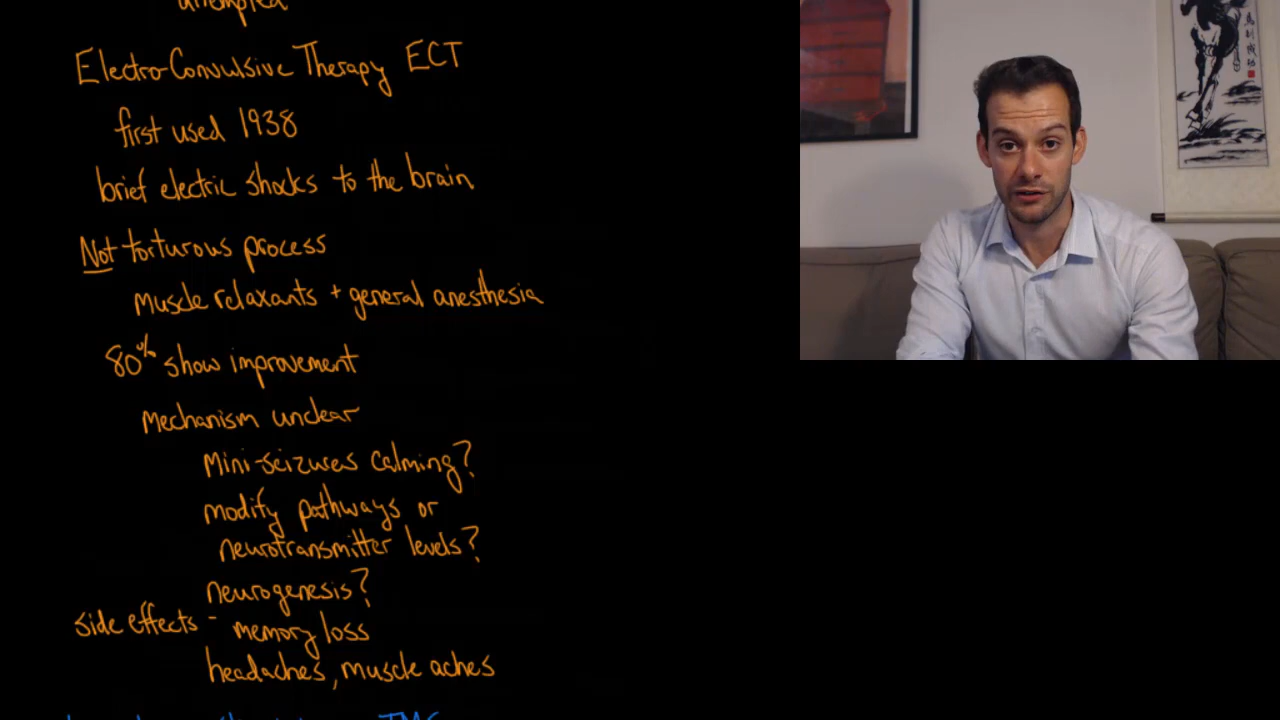 attempted
Electro-Convulsive Therapy ECT
first used 1938
brief electric shocks to the brain
Not torturous process
Muscle relaxants + general anesthesia
80% show improvement
Mechanism unclear
Mini-seizures calming?
modify pathways or
neurotransmitter levels?
neurogenesis?
side effects - memory loss
headaches, muscle aches
TMS